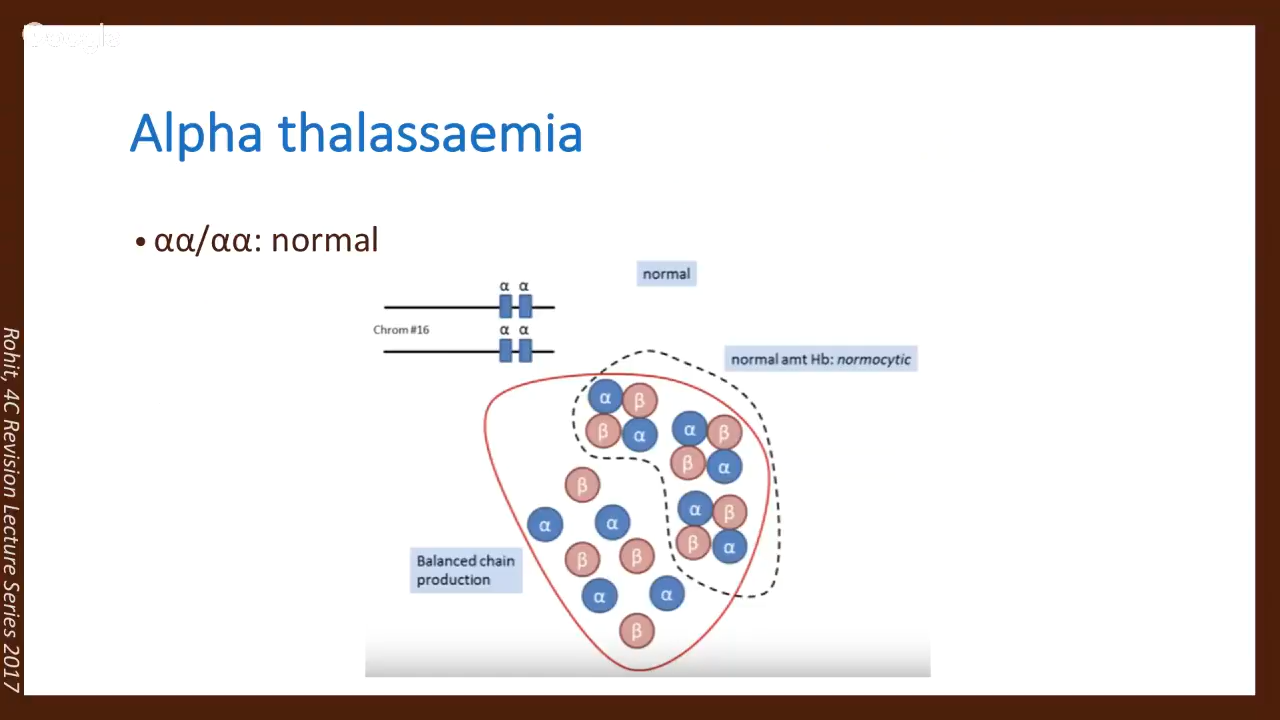 Google
Alpha thalassaemia
• αα/αα: normal
normal
α α
Chrom #16
α α
normal amt Hb: normocytic
α β
β α
α β
β α
β
α β
α α
β α
β β
Balanced chain
production
α α
β
Rohit, 4C Revision Lecture Series 2017